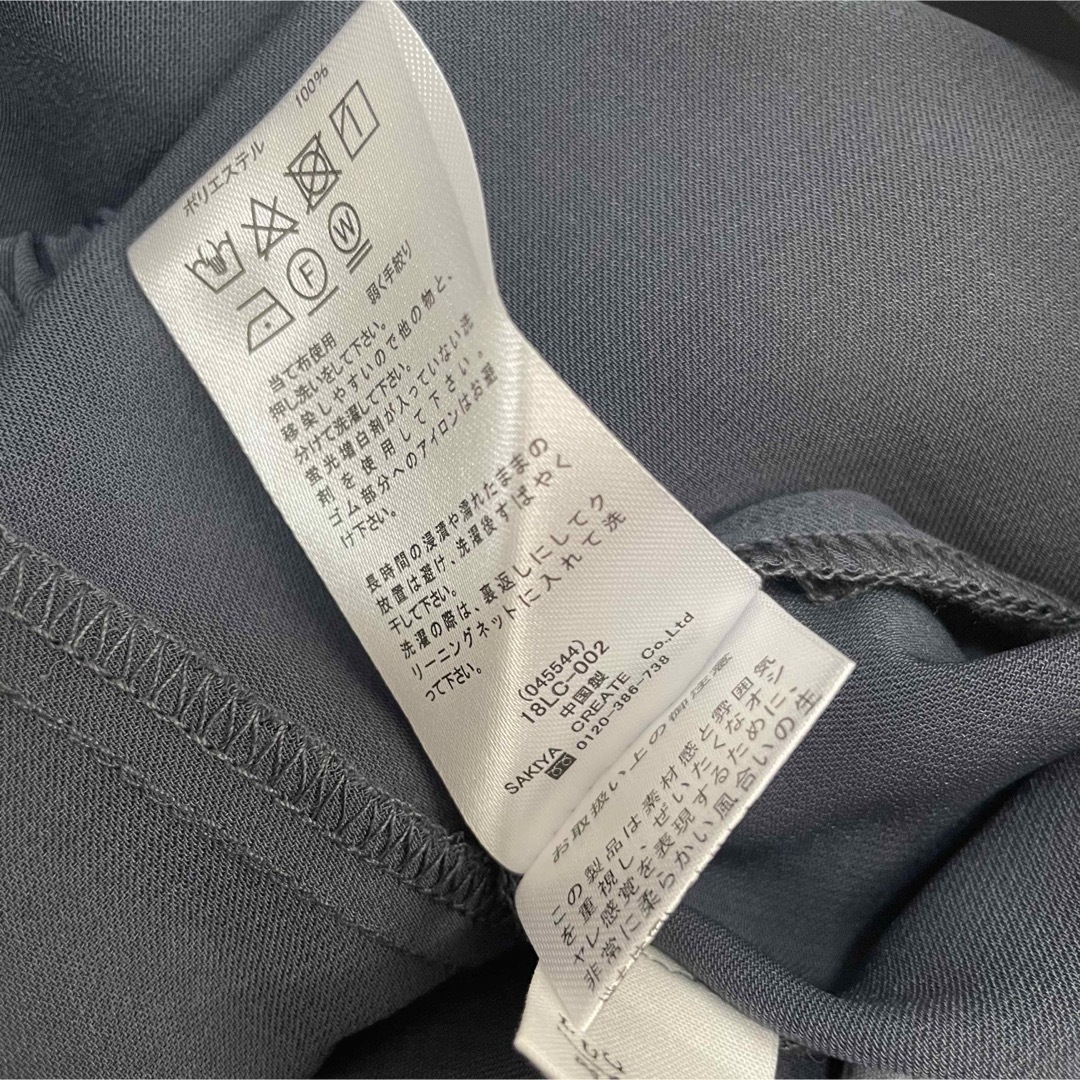 ポリエステル 100%
F
W
弱く手絞り
当て布使用
押し洗いをして下さい。
移染しやすいので他の物と、
分けて洗濯して下さい。
蛍光増白剤が入っていない洗
剤を使用して下さい。
ゴム部分へのアイロンはお避
け下さい。
長時間の浸漬や濡れたままの
放置は避け、洗濯後すばやく
干して下さい。
洗濯の際は、裏返しにしてク
リーニングネットに入れて洗
って下さい。
(045544)
18LC-002
中国製
SAKIYA CREATE Co.,Ltd
0120-386-738
お取扱い上の御注意
この製品は素材感と雰囲気
を重視し、ぜいたくなオシ
ャレ感覚を表現するために、
非常に柔らかい風合いの生